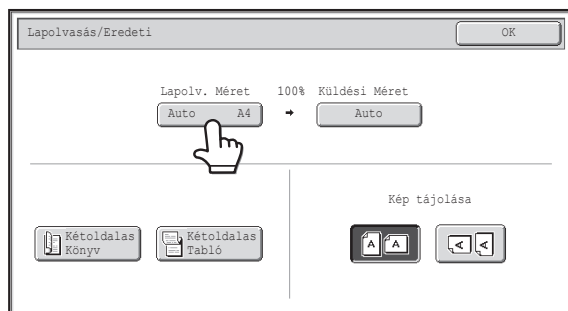 Lapolvasás/Eredeti
OK
Lapolv. Méret 100% Küldési Méret
Auto A4 Auto
Kép tájolása
Kétoldalas
Könyv
Kétoldalas
Tabló
A A A A